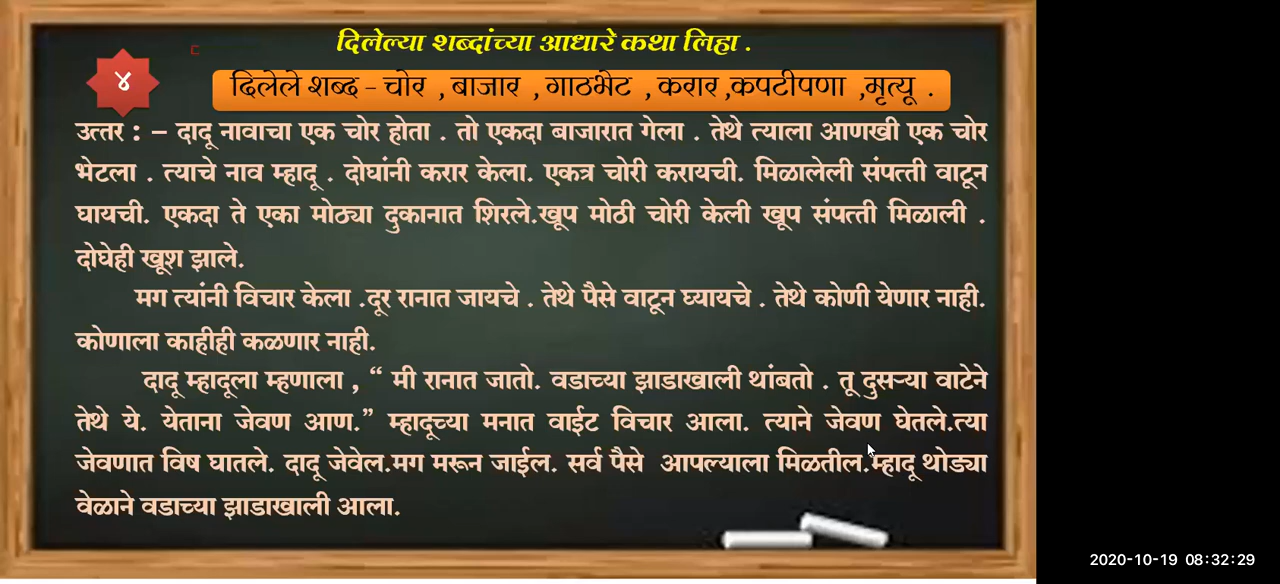 दिलेल्या शब्दांच्या आधारे कथा लिहा .
४
दिलेले शब्द – चोर , बाजार , गाठभेट , करार ,कपटीपणा ,मृत्यू .
उत्तर : – दादू नावाचा एक चोर होता . तो एकदा बाजारात गेला . तेथे त्याला आणखी एक चोर
भेटला . त्याचे नाव म्हादू . दोघांनी करार केला. एकत्र चोरी करायची. मिळालेली संपत्ती वाटून
घायची. एकदा ते एका मोठ्या दुकानात शिरले.खूप मोठी चोरी केली खूप संपत्ती मिळाली .
दोघेही खूश झाले.
मग त्यांनी विचार केला .दूर रानात जायचे . तेथे पैसे वाटून घ्यायचे . तेथे कोणी येणार नाही.
कोणाला काहीही कळणार नाही.
दादू म्हादूला म्हणाला , “ मी रानात जातो. वडाच्या झाडाखाली थांबतो . तू दुसऱ्या वाटेने
तेथे ये. येताना जेवण आण.” म्हादूच्या मनात वाईट विचार आला. त्याने जेवण घेतले.त्या
जेवणात विष घातले. दादू जेवेल.मग मरून जाईल. सर्व पैसे आपल्याला मिळतील.म्हादू थोड्या
वेळाने वडाच्या झाडाखाली आला.
2020-10-19 08:32:29